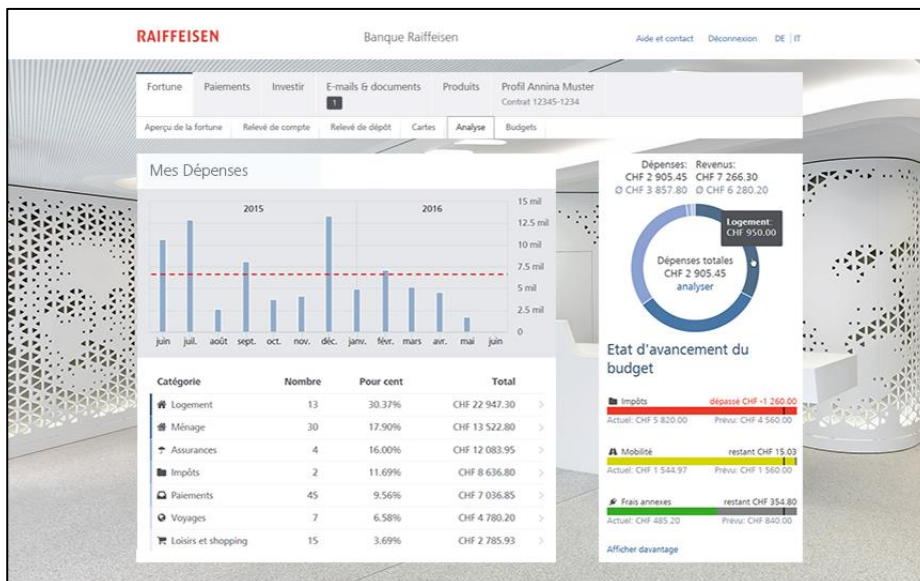 RAIFFEISEN
Banque Raiffeisen
Aide et contact Déconnexion DE | IT
Fortune Paiements Investir E-mails & documents Produits Profil Annina Muster
1 Contrat 12345-1234
Aperçu de la fortune Relevé de compte Relevé de dépôt Cartes Analyse Budgets
Mes Dépenses
2015 2016
15 mil
12.5 mil
10 mil
7.5 mil
5 mil
2.5 mil
0
juin juil. août sept. oct. nov. déc. janv. févr. mars avr. mai juin
Catégorie Nombre Pour cent Total
Logement 13 30.37% CHF 22 947.30
Ménage 30 17.90% CHF 13 522.80
Assurances 4 16.00% CHF 12 083.95
Impôts 2 11.69% CHF 8 636.80
Paiements 45 9.56% CHF 7 036.85
Voyages 7 6.58% CHF 4 780.20
Loisirs et shopping 15 3.69% CHF 2 785.93
Dépenses: Revenus:
CHF 2 905.45 CHF 7 266.30
Ø CHF 3 857.80 Ø CHF 6 280.20
Logement:
CHF 950.00
Dépenses totales
CHF 2 905.45
analyser
Etat d'avancement du
budget
Impôts dépassé CHF -1 260.00
Actuel: CHF 5 820.00 Prévu: CHF 4 560.00
Mobilité restant CHF 15.03
Actuel: CHF 1 544.97 Prévu: CHF 1 560.00
Frais annexes restant CHF 354.80
Actuel: CHF 485.20 Prévu: CHF 840.00
Afficher davantage